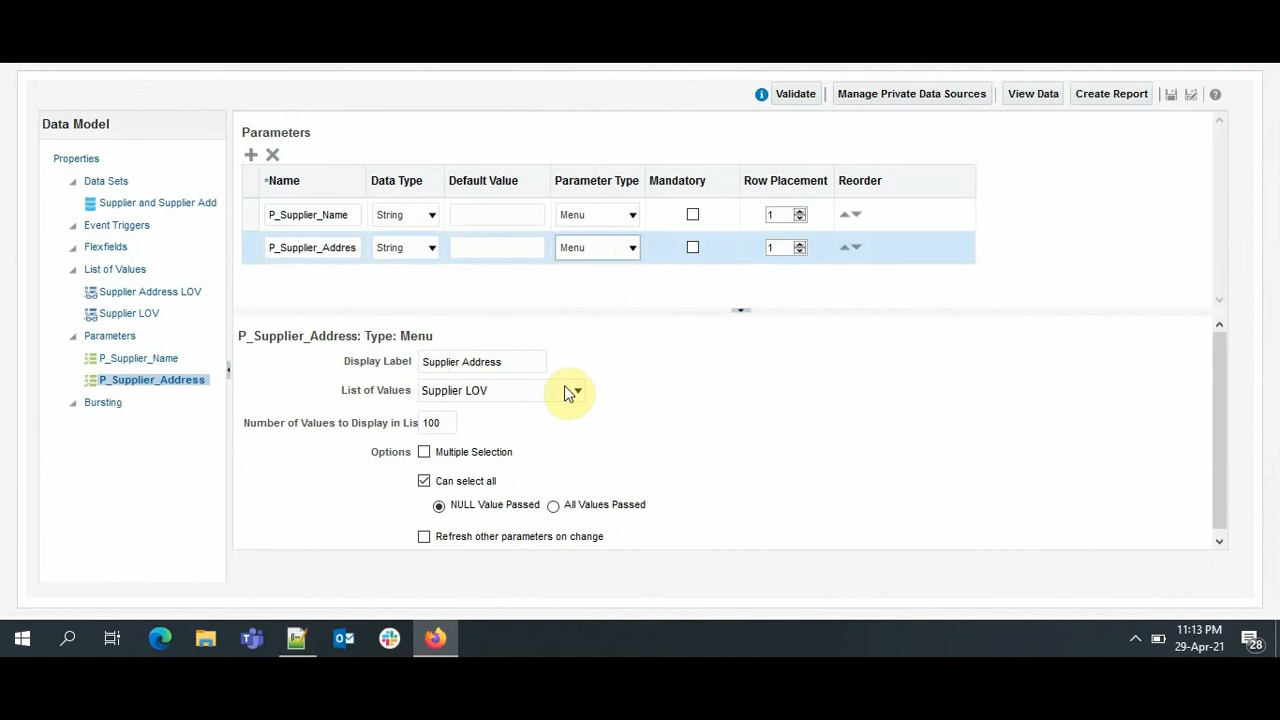 Validate
Manage Private Data Sources
View Data
Create Report
Data Model
Properties
Data Sets
Supplier and Supplier Add
Event Triggers
Flexfields
List of Values
Supplier Address LOV
Supplier LOV
Parameters
P_Supplier_Name
P_Supplier_Address
Bursting
Parameters
*Name Data Type Default Value Parameter Type Mandatory Row Placement Reorder
P_Supplier_Name String Menu 1
P_Supplier_Addres String Menu 1
P_Supplier_Address: Type: Menu
Display Label Supplier Address
List of Values Supplier LOV
Number of Values to Display in Lis 100
Options Multiple Selection
Can select all
NULL Value Passed All Values Passed
Refresh other parameters on change
11:13 PM
29-Apr-21
28